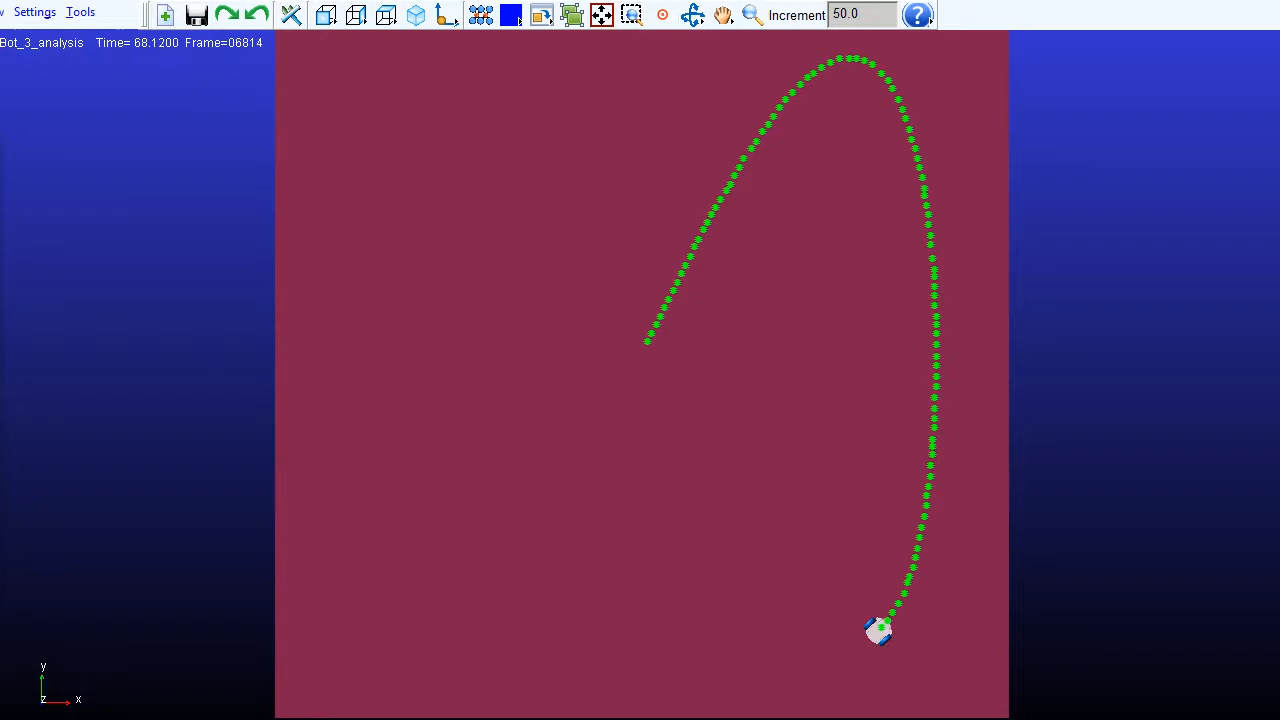 Settings Tools
Increment 50.0 ?
Bot_3_analysis Time= 68.1200 Frame=06814
y
z x